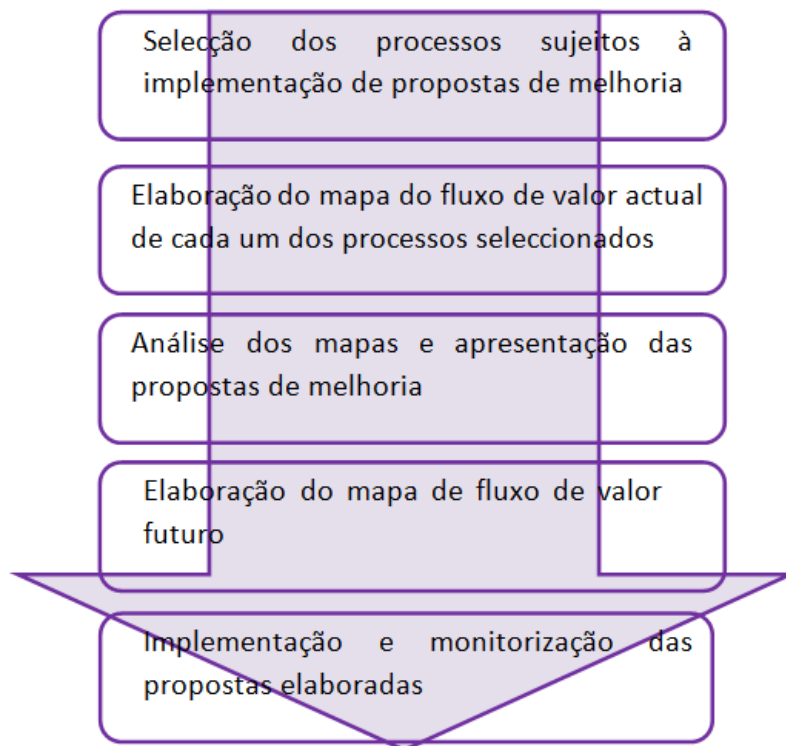 Selecção dos processos sujeitos à
implementação de propostas de melhoria
Elaboração do mapa do fluxo de valor actual
de cada um dos processos seleccionados
Análise dos mapas e apresentação das
propostas de melhoria
Elaboração do mapa de fluxo de valor
futuro
Implementação e monitorização das
propostas elaboradas